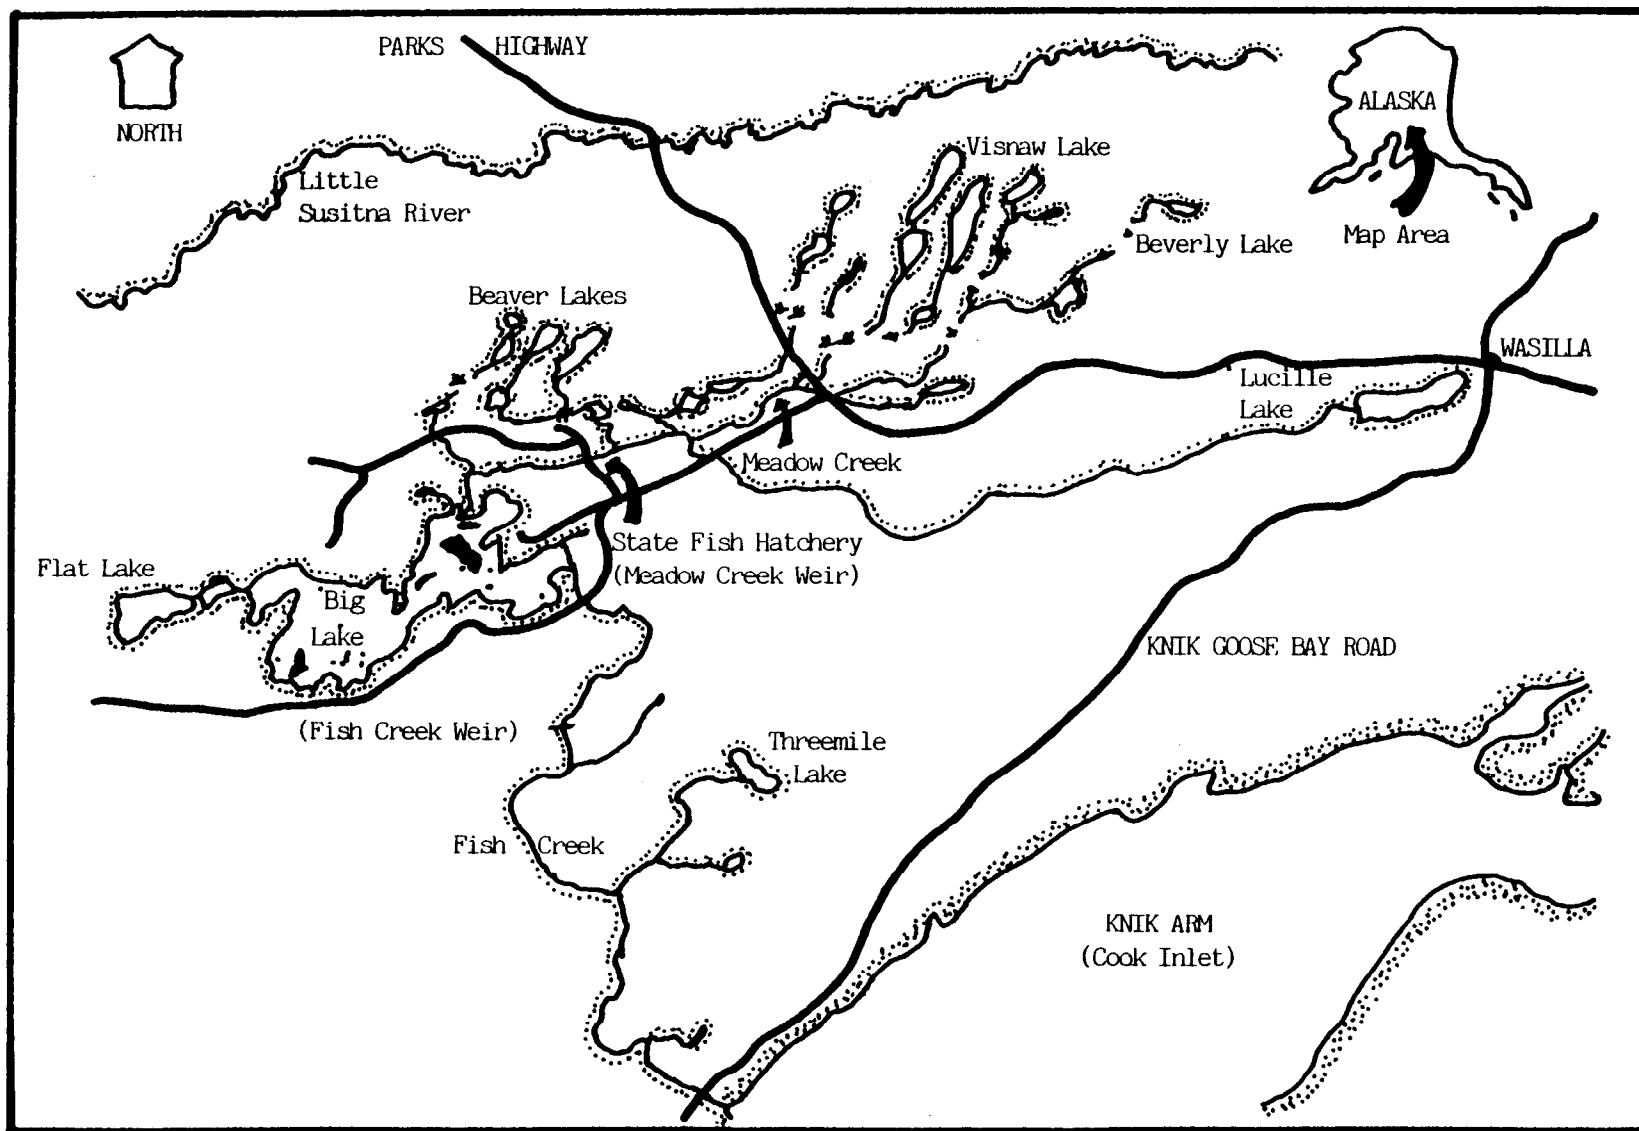 PARKS HIGHWAY
NORTH
ALASKA
Map Area
Little
Susitna River
Visnaw Lake
Beverly Lake
Beaver Lakes
WASILLA
Lucille
Lake
Meadow Creek
State Fish Hatchery
(Meadow Creek Weir)
Flat Lake
Big
Lake
KNIK GOOSE BAY ROAD
(Fish Creek Weir)
Threemile
Lake
Fish Creek
KNIK ARM
(Cook Inlet)